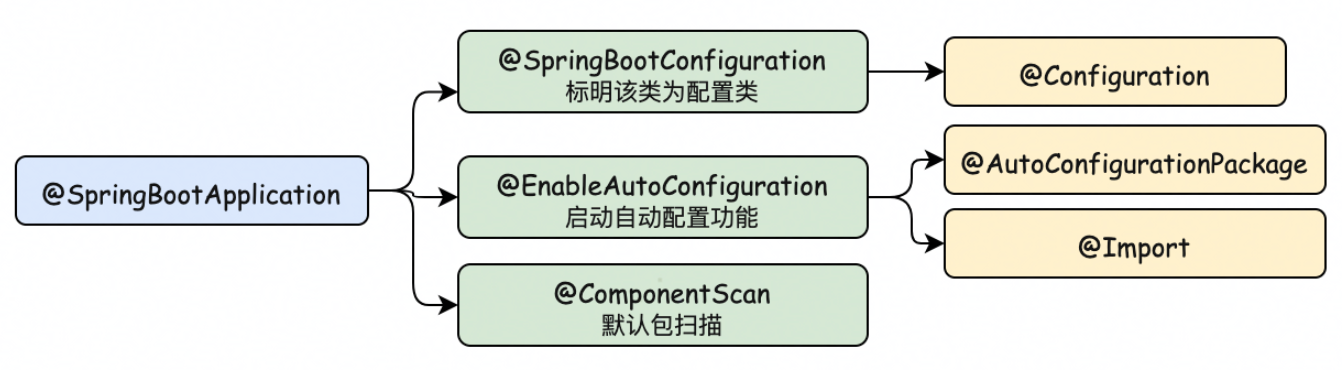 @SpringBootApplication
@SpringBootConfiguration
标明该类为配置类
@EnableAutoConfiguration
启动自动配置功能
@ComponentScan
默认包扫描
@Configuration
@AutoConfigurationPackage
@Import